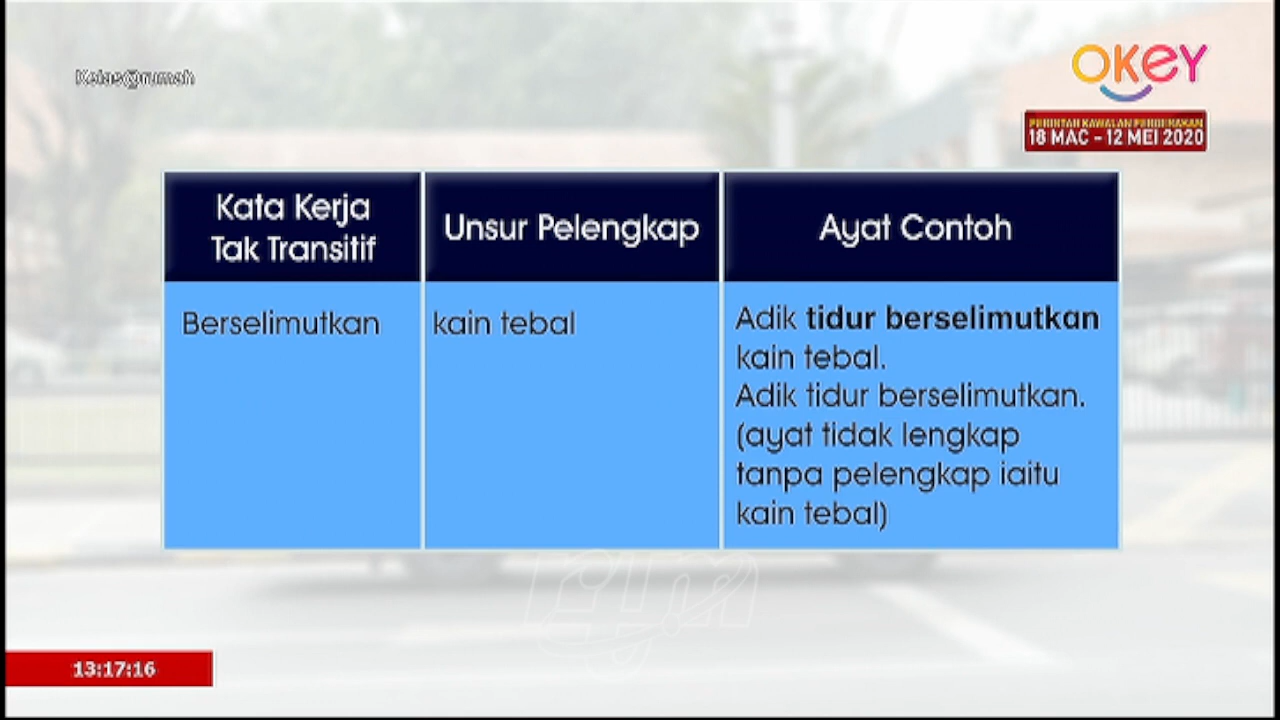 Kelas@rumah
OKEY
PERINTAH KAWALAN PERGERAKAN
18 MAC - 12 MEI 2020
Kata Kerja
Tak Transitif
Unsur Pelengkap
Ayat Contoh
Berselimutkan
kain tebal
Adik tidur berselimutkan
kain tebal.
Adik tidur berselimutkan.
(ayat tidak lengkap
tanpa pelengkap iaitu
kain tebal)
13:17:16